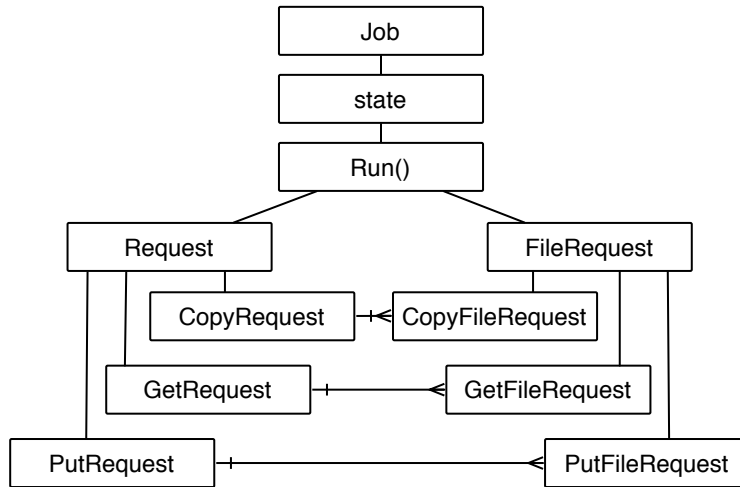 Job
state
Run()
Request
FileRequest
CopyRequest
CopyFileRequest
GetRequest
GetFileRequest
PutRequest
PutFileRequest